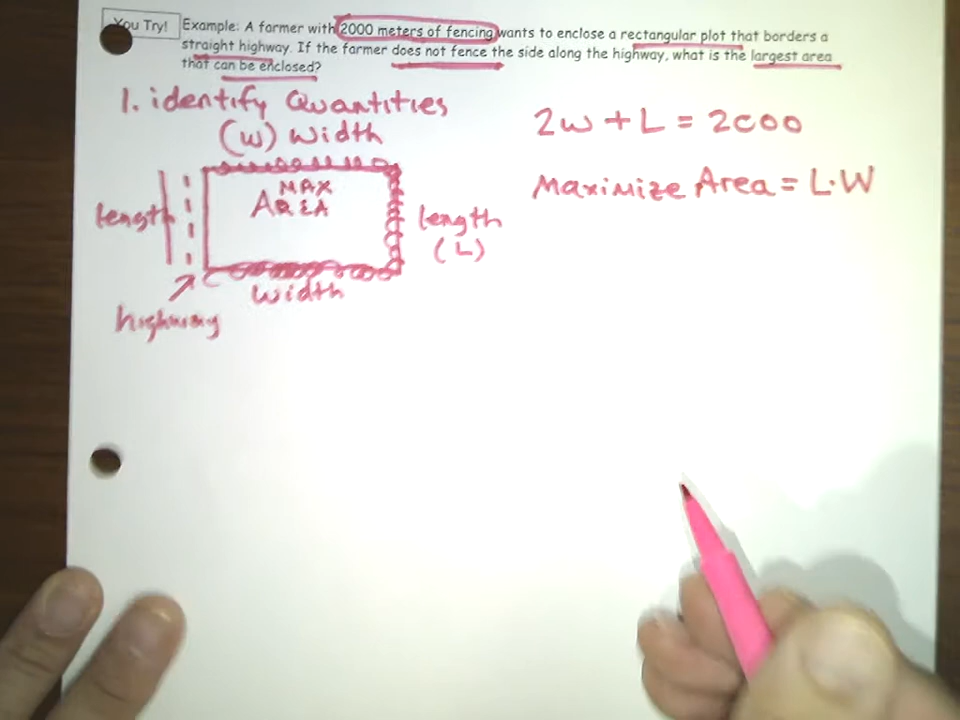 You Try! Example: A farmer with 2000 meters of fencing wants to enclose a rectangular plot that borders a
straight highway. If the farmer does not fence the side along the highway, what is the largest area
that can be enclosed?
1. identify Quantities
(w) width
2w + L = 2000
Maximize Area = L·W
MAX
AREA
length
length
(L)
width
highway